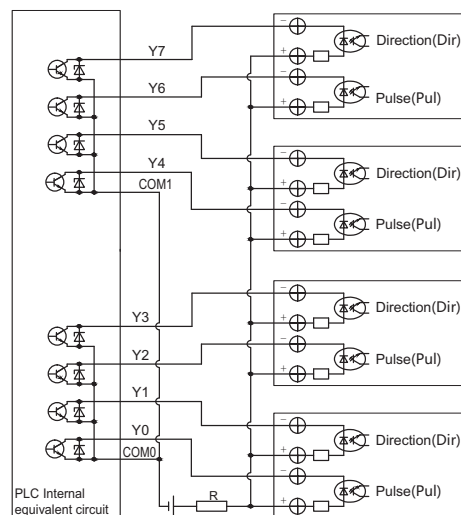 Y7
Direction(Dir)
Y6
Pulse(Pul)
Y5
Direction(Dir)
Y4
COM1
Pulse(Pul)
Y3
Direction(Dir)
Y2
Pulse(Pul)
Y1
Direction(Dir)
Y0
COM0
Pulse(Pul)
R
PLC Internal
equivalent circuit